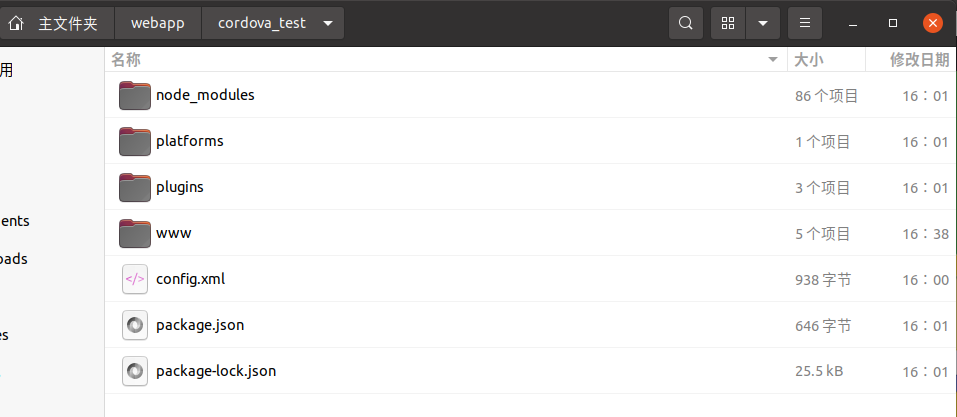 主文件夹 webapp cordova_test
用
ents
oads
es
名称 大小 修改日期
node_modules 86 个项目 16：01
platforms 1 个项目 16：01
plugins 3 个项目 16：01
www 5 个项目 16：38
config.xml 938 字节 16：00
package.json 646 字节 16：01
package-lock.json 25.5 kB 16：01